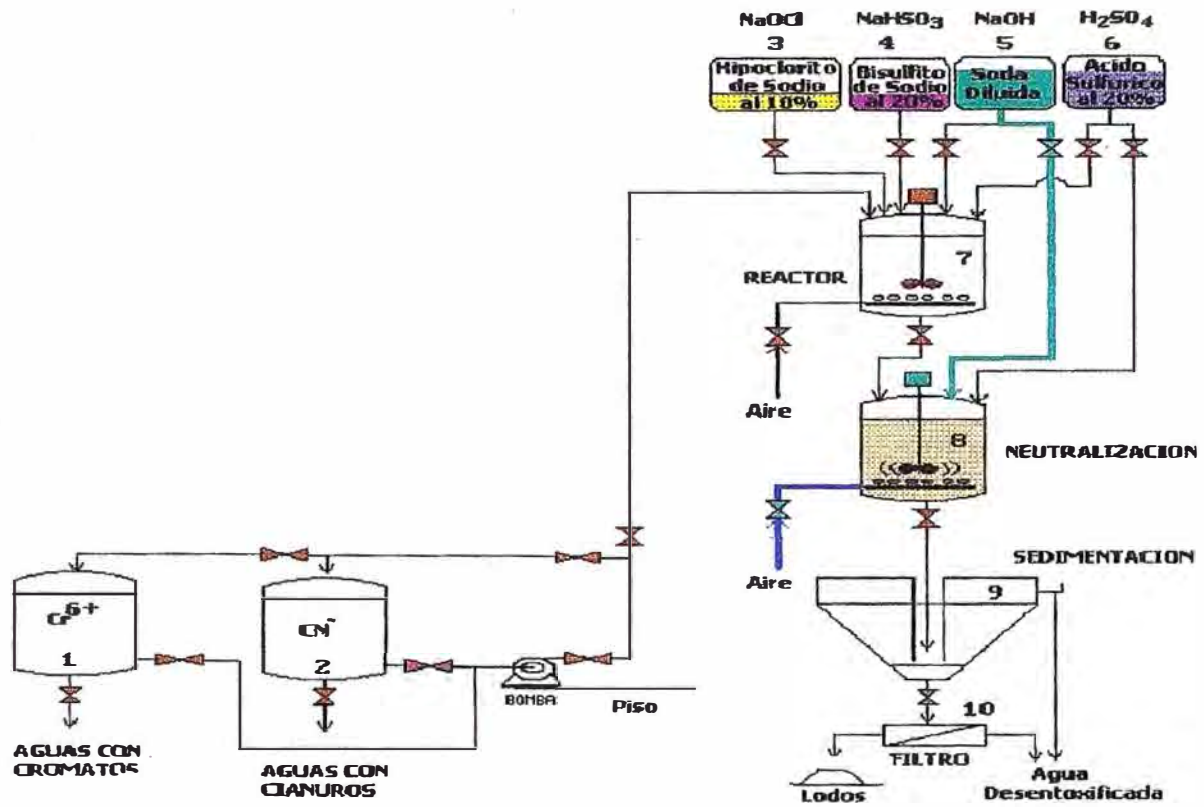 NaOCl
3
NaHSO3
4
NaOH
5
H2SO4
6
Hipoclorito
de Sodio
al 10%
Bisulfito
de Sodio
al 20%
Soda
Diluida
Acido
Sulfurico
al 20%
7
REACTOR
Aire
8
NEUTRALIZACION
Aire
SEDIMENTACION
9
Cr6+
1
CN-
2
BOMBA
Piso
10
FILTRO
AGUAS CON
CROMATOS
AGUAS CON
CIANUROS
Lodos
Agua
Desentoxificada